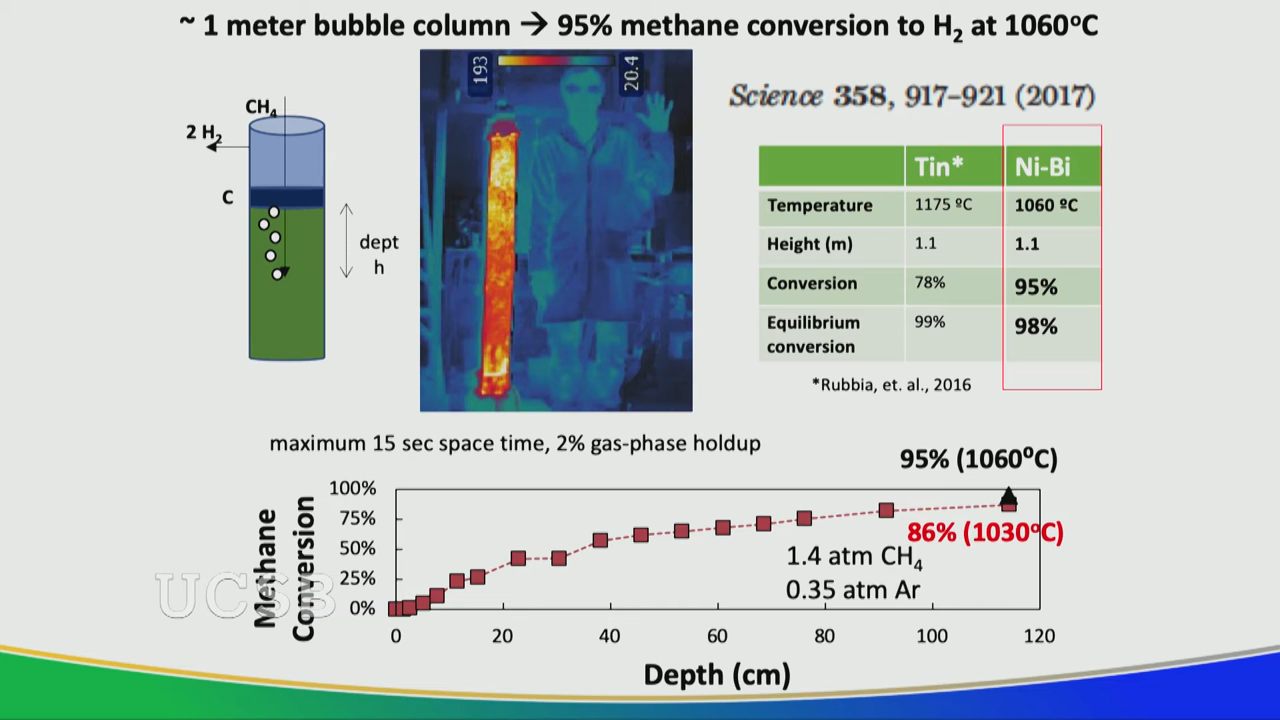 ~ 1 meter bubble column → 95% methane conversion to H₂ at 1060ºC
CH₄
2 H₂
C
dept
h
193
20.4
Science 358, 917–921 (2017)
Tin* Ni-Bi
Temperature 1175 ºC 1060 ºC
Height (m) 1.1 1.1
Conversion 78% 95%
Equilibrium 99% 98%
conversion
*Rubbia, et. al., 2016
maximum 15 sec space time, 2% gas-phase holdup
95% (1060⁰C)
86% (1030ºC)
1.4 atm CH₄
0.35 atm Ar
Methane
Conversion
100%
75%
50%
25%
0%
0 20 40 60 80 100 120
Depth (cm)
UCSB